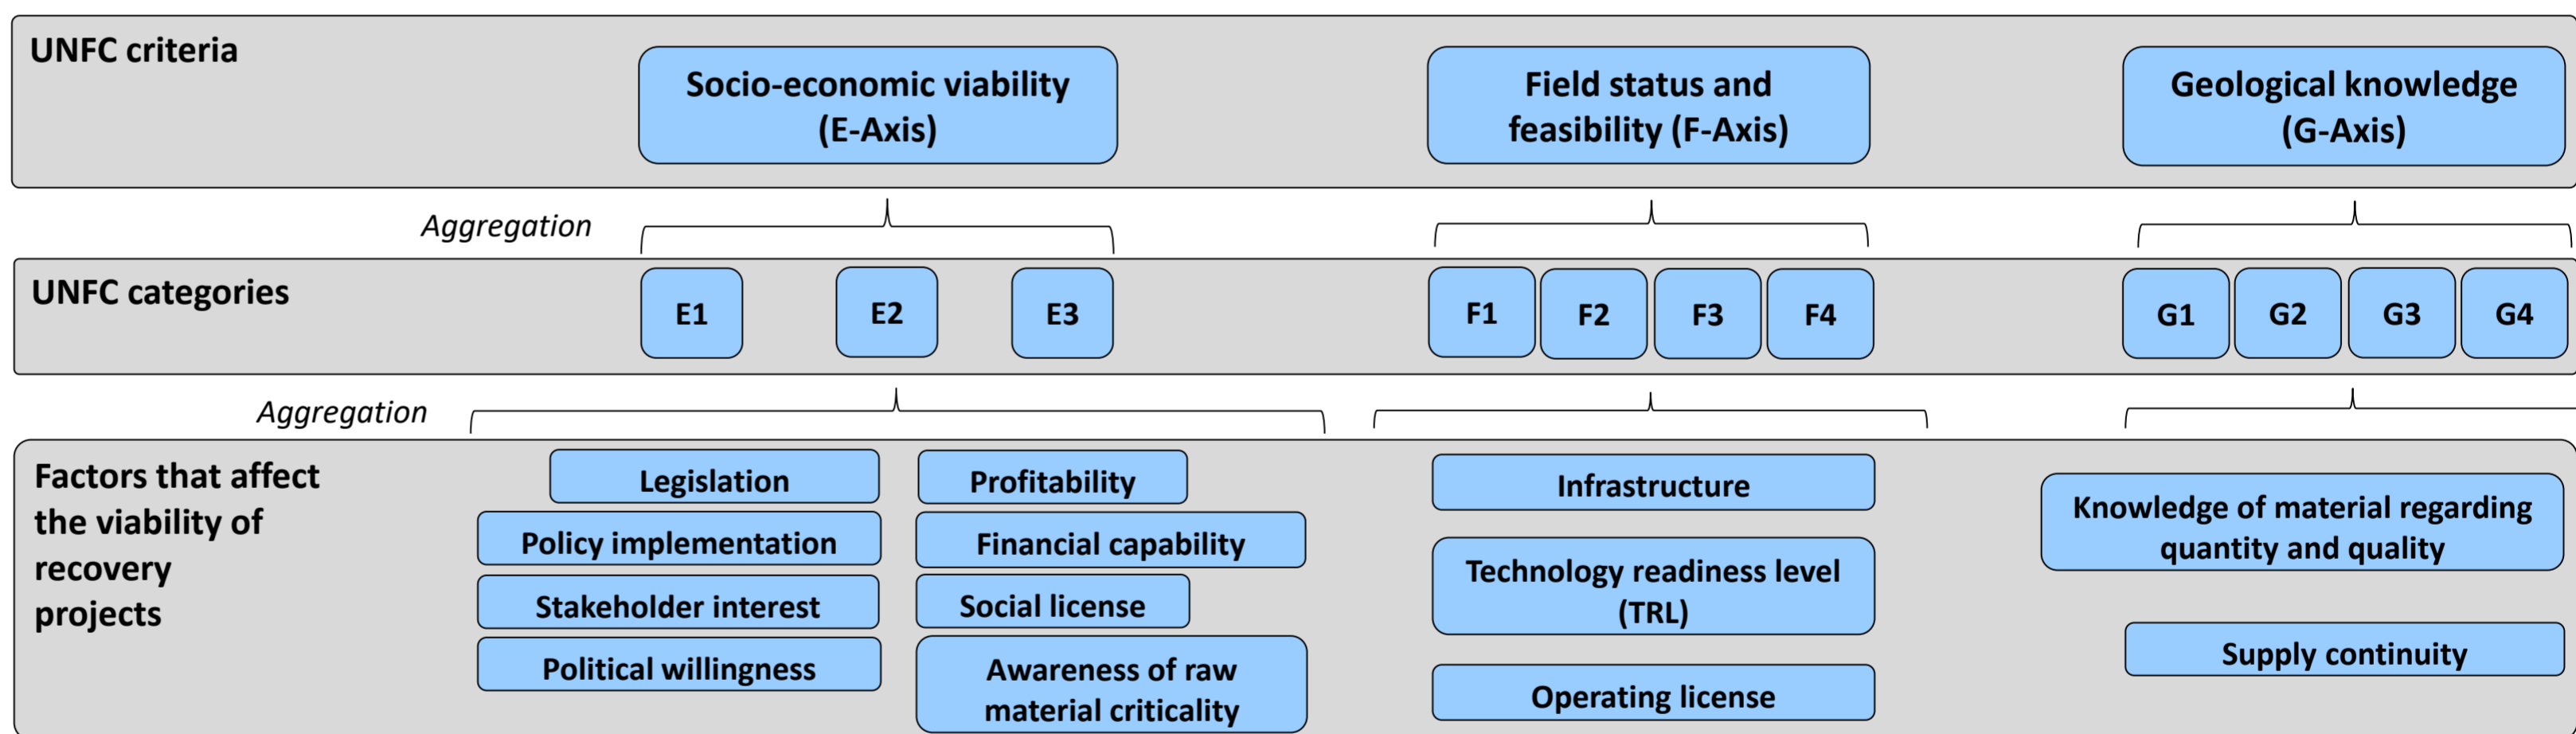 UNFC criteria
Socio-economic viability
(E-Axis)
Field status and
feasibility (F-Axis)
Geological knowledge
(G-Axis)
Aggregation
UNFC categories
E1
E2
E3
F1
F2
F3
F4
G1
G2
G3
G4
Aggregation
Factors that affect
the viability of
recovery
projects
Legislation
Policy implementation
Stakeholder interest
Political willingness
Profitability
Financial capability
Social license
Awareness of raw
material criticality
Infrastructure
Technology readiness level
(TRL)
Operating license
Knowledge of material regarding
quantity and quality
Supply continuity